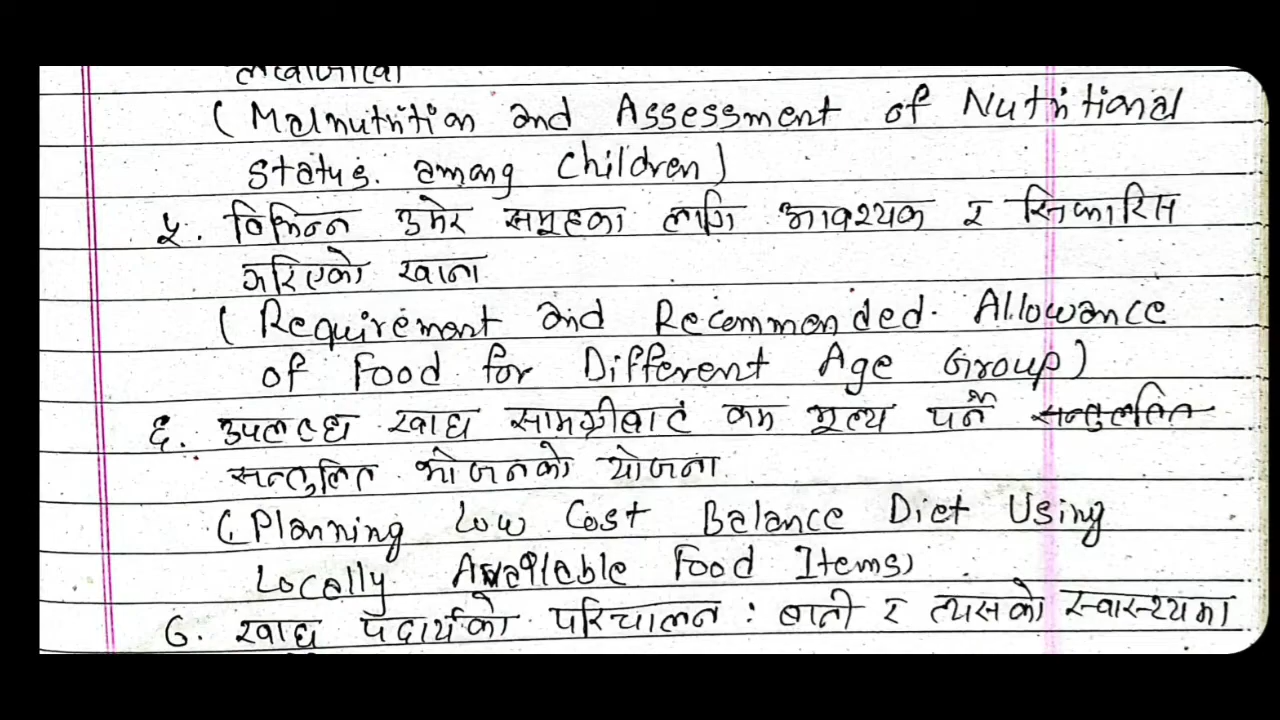 लेखाजोखा
(Malnutrition and Assessment of Nutritional
status. among Children)
५. विभिन्न उमेर समूहका लागि आवश्यक र सिफारिस
गरिएको खाना
(Requirement and Recommended. Allowance
of Food for Different Age Group)
६. उपलब्ध खाद्य सामग्रीबाट कम मूल्य पर्ने सन्तुलतित
सन्तुलित भोजनको योजना
(Planning Low Cost Balance Diet Using
Locally Available Food Items)
७. खाद्य पदार्थको परिचालन : बानी र त्यसको स्वास्थ्यमा